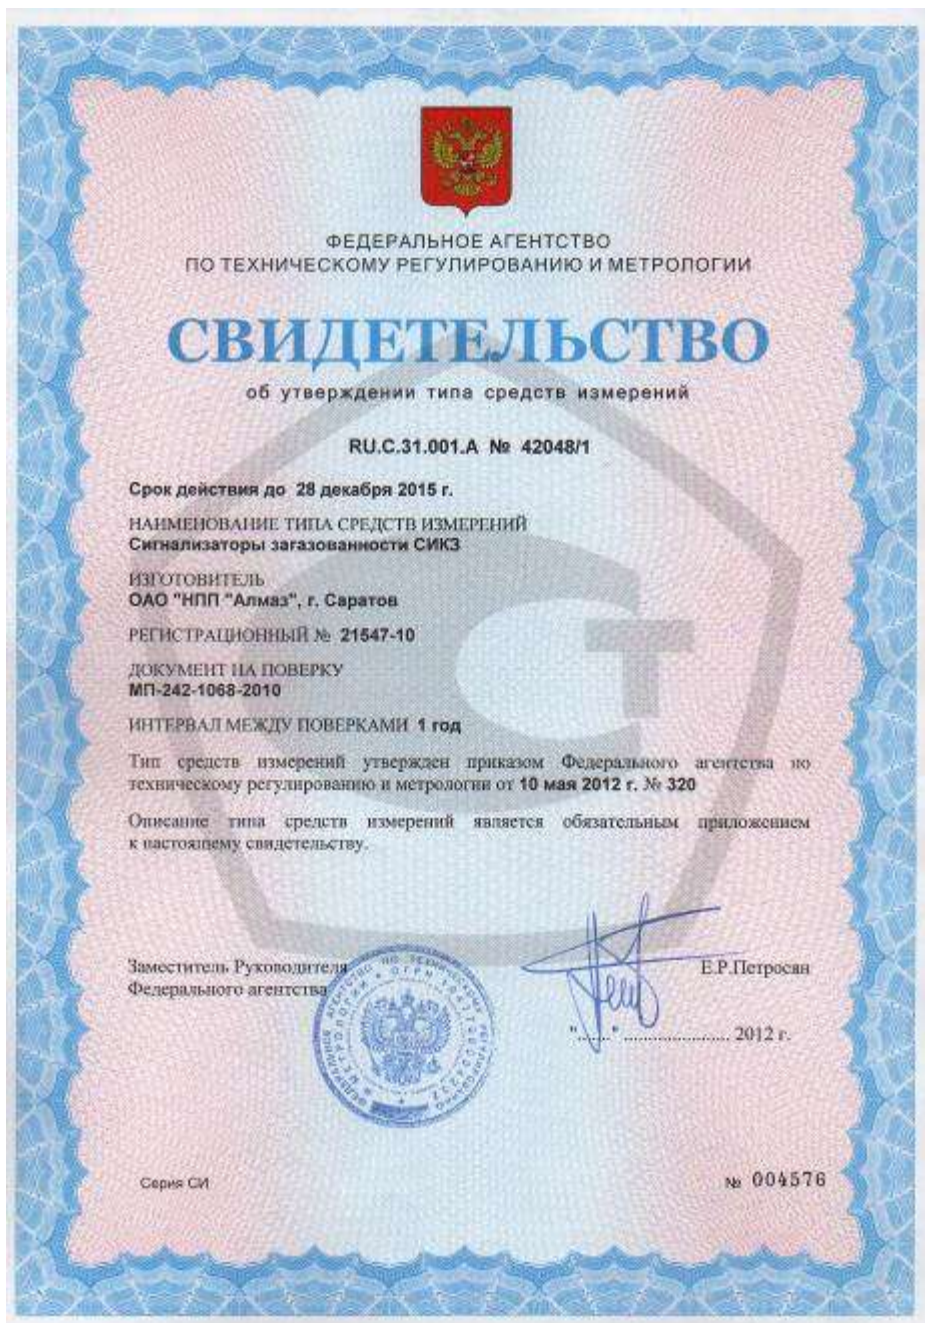 ФЕДЕРАЛЬНОЕ АГЕНТСТВО
ПО ТЕХНИЧЕСКОМУ РЕГУЛИРОВАНИЮ И МЕТРОЛОГИИ
СВИДЕТЕЛЬСТВО
об утверждении типа средств измерений
RU.C.31.001.A № 42048/1
Срок действия до 28 декабря 2015 г.
НАИМЕНОВАНИЕ ТИПА СРЕДСТВ ИЗМЕРЕНИЙ
Сигнализаторы загазованности СИКЗ
ИЗГОТОВИТЕЛЬ
ОАО "НПП "Алмаз", г. Саратов
РЕГИСТРАЦИОННЫЙ № 21547-10
ДОКУМЕНТ НА ПОВЕРКУ
МП-242-1068-2010
ИНТЕРВАЛ МЕЖДУ ПОВЕРКАМИ 1 год
Тип средств измерений утвержден приказом Федерального агентства по
техническому регулированию и метрологии от 10 мая 2012 г. № 320
Описание типа средств измерений является обязательным приложением
к настоящему свидетельству.
Заместитель Руководителя
Федерального агентства
Е.Р.Петросян
"......" ........................ 2012 г.
Серия СИ
№ 004576